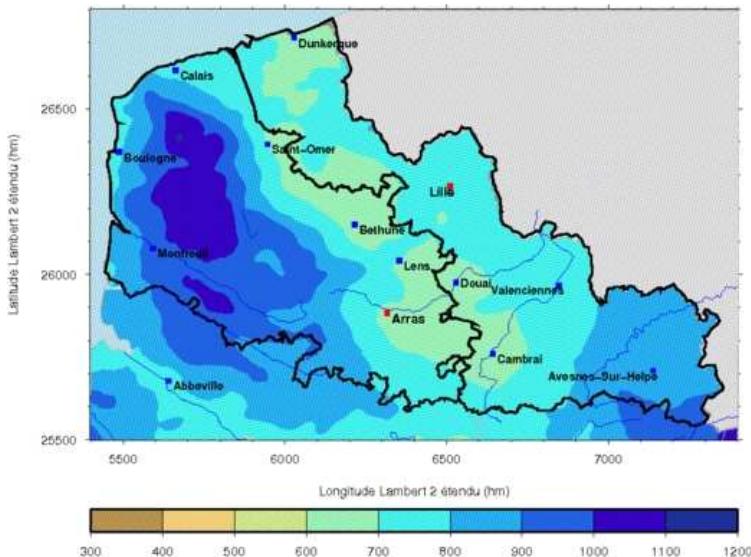 Dunkerque
Calais
26500
Saint-Omer
Boulogne
Lille
Bethune
Montreuil
Lens
26000
Douai
Valenciennes
Arras
Cambrai
Avesnes-Sur-Helpe
Abbeville
25500
5500 6000 6500 7000
Latitude Lambert 2 étendu (hm)
Longitude Lambert 2 étendu (hm)
300 400 500 600 700 800 900 1000 1100 1200